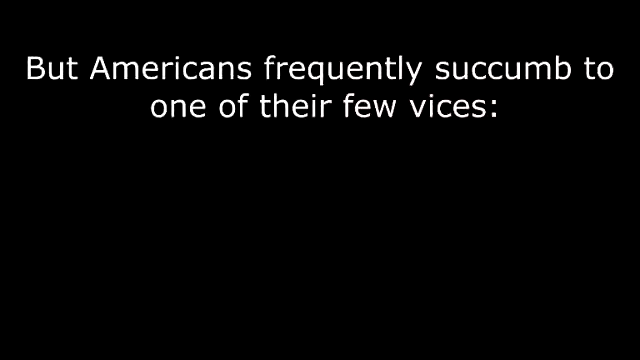 But Americans frequently succumb to
one of their few vices: